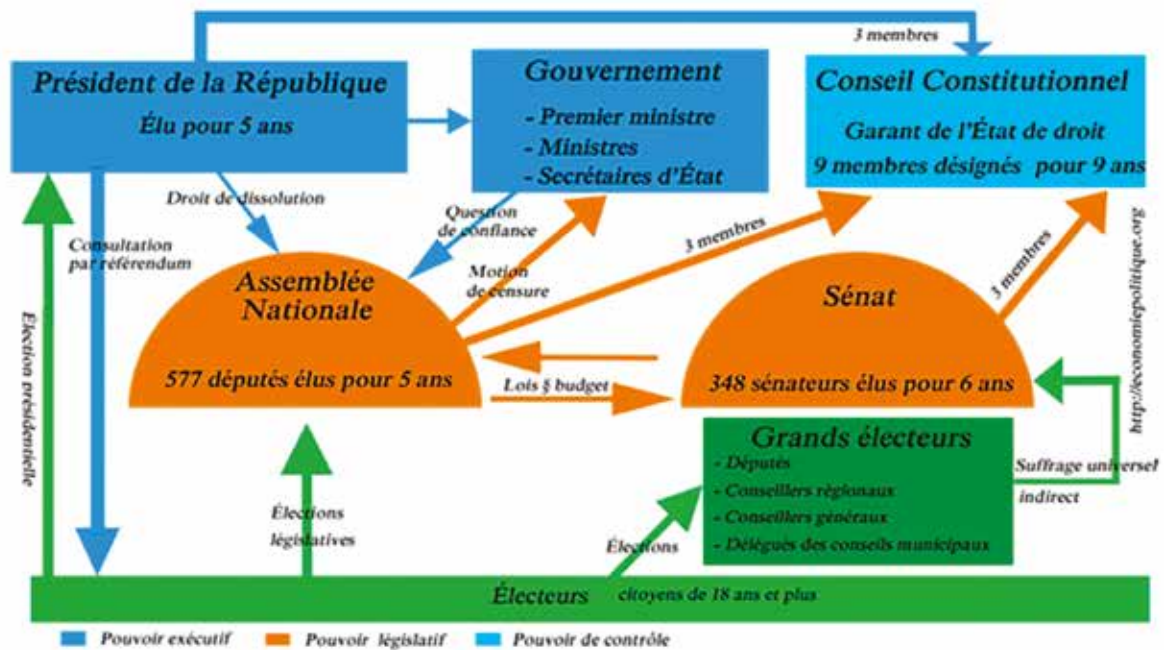 3 membres
Président de la République
Élu pour 5 ans
Gouvernement
- Premier ministre
- Ministres
- Secrétaires d'État
Conseil Constitutionnel
Garant de l'État de droit
9 membres désignés pour 9 ans
Droit de dissolution
Question
de confiance
3 membres
Consultation
par référendum
Motion
de censure
3 membres
http://economiepolitique.org
Élection présidentielle
Assemblée
Nationale
577 députés élus pour 5 ans
Lois § budget
Sénat
348 sénateurs élus pour 6 ans
Grands électeurs
- Députés
- Conseillers régionaux
- Conseillers généraux
- Délégués des conseils municipaux
Suffrage universel
indirect
Élections
législatives
Élections
Électeurs citoyens de 18 ans et plus
Pouvoir exécutif Pouvoir législatif Pouvoir de contrôle